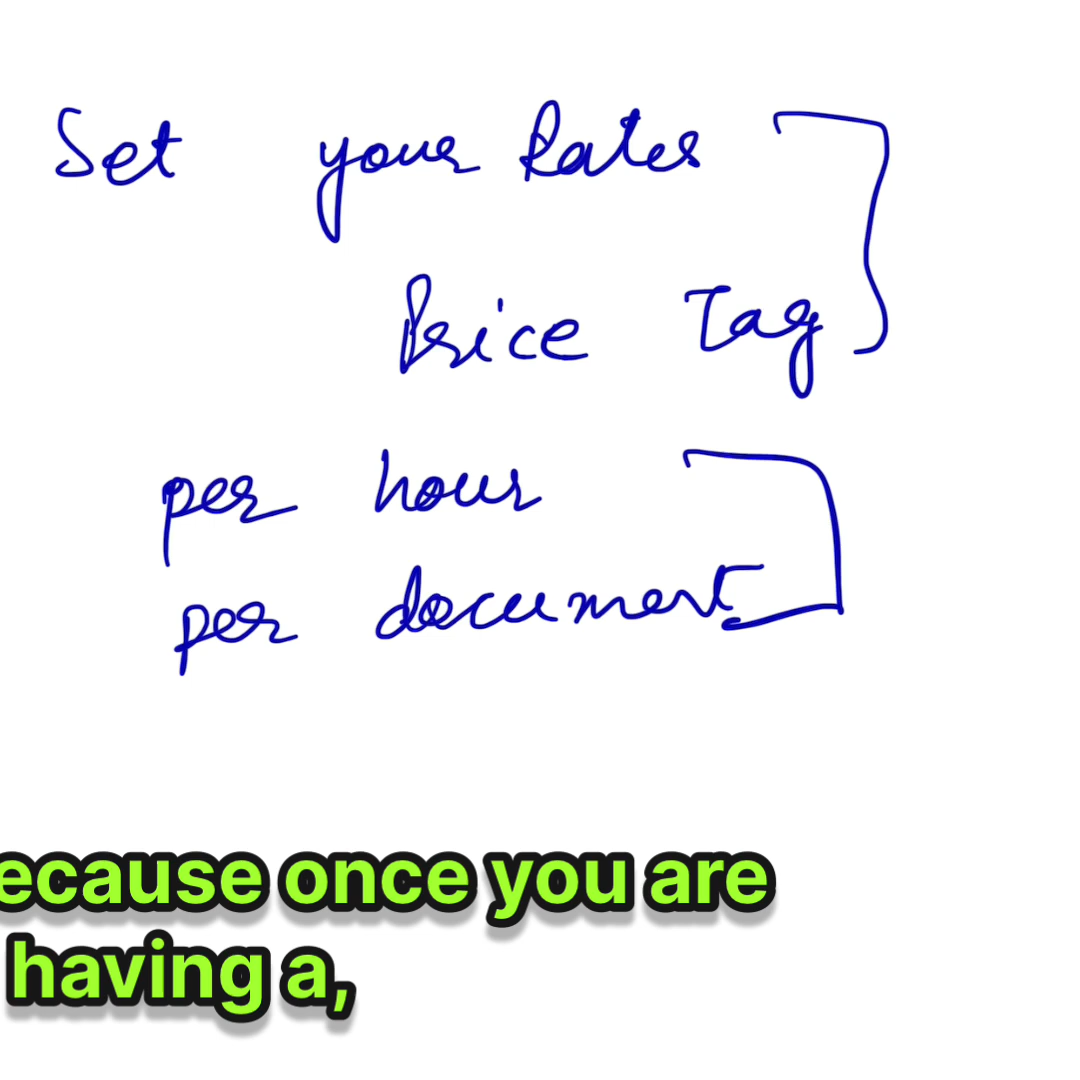 Set your Rates
Price Tag
per hour
per document
ecause once you are
having a,